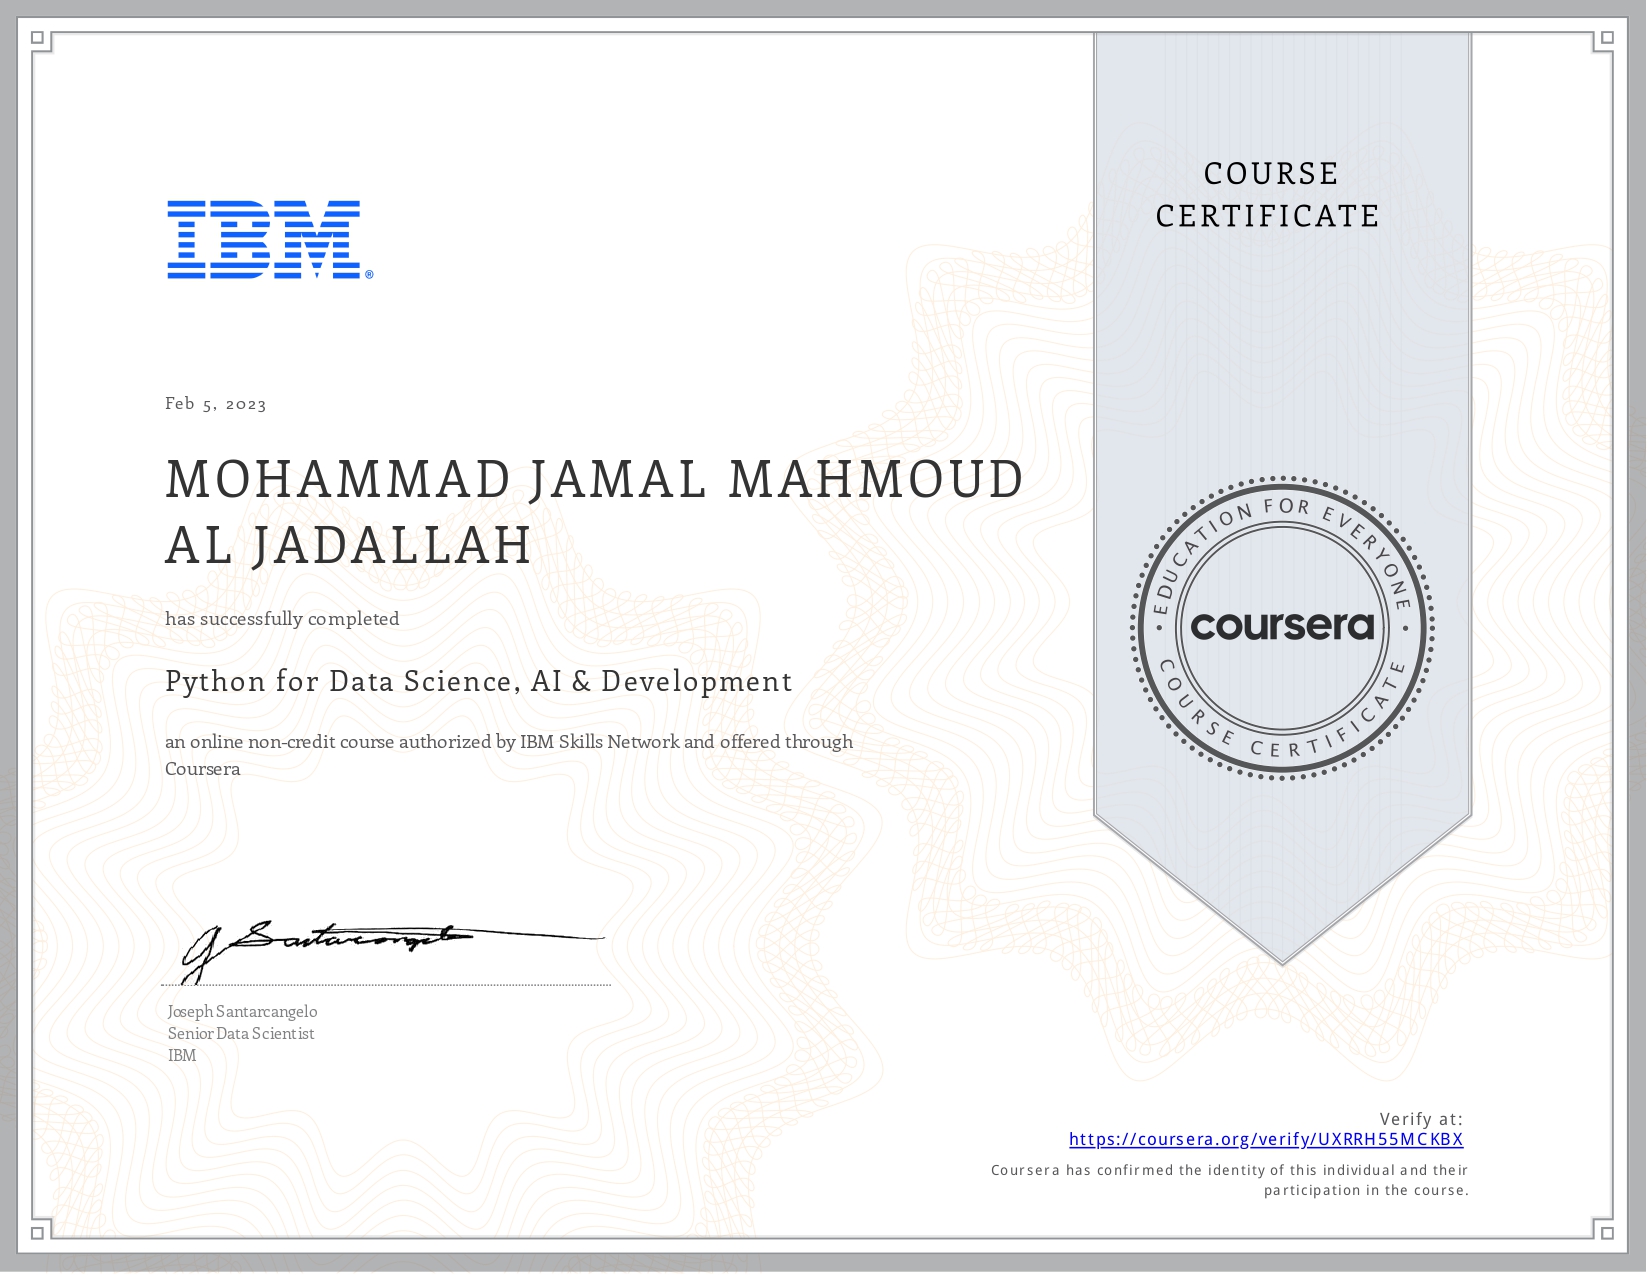 COURSE
CERTIFICATE
IBM®
Feb 5, 2023
MOHAMMAD JAMAL MAHMOUD
AL JADALLAH
has successfully completed
Python for Data Science, AI & Development
an online non-credit course authorized by IBM Skills Network and offered through
Coursera
EDUCATION FOR EVERYONE
coursera
COURSE CERTIFICATE
J Santarcangelo
Joseph Santarcangelo
Senior Data Scientist
IBM
Verify at:
https://coursera.org/verify/UXRRH55MCKBX
Coursera has confirmed the identity of this individual and their
participation in the course.